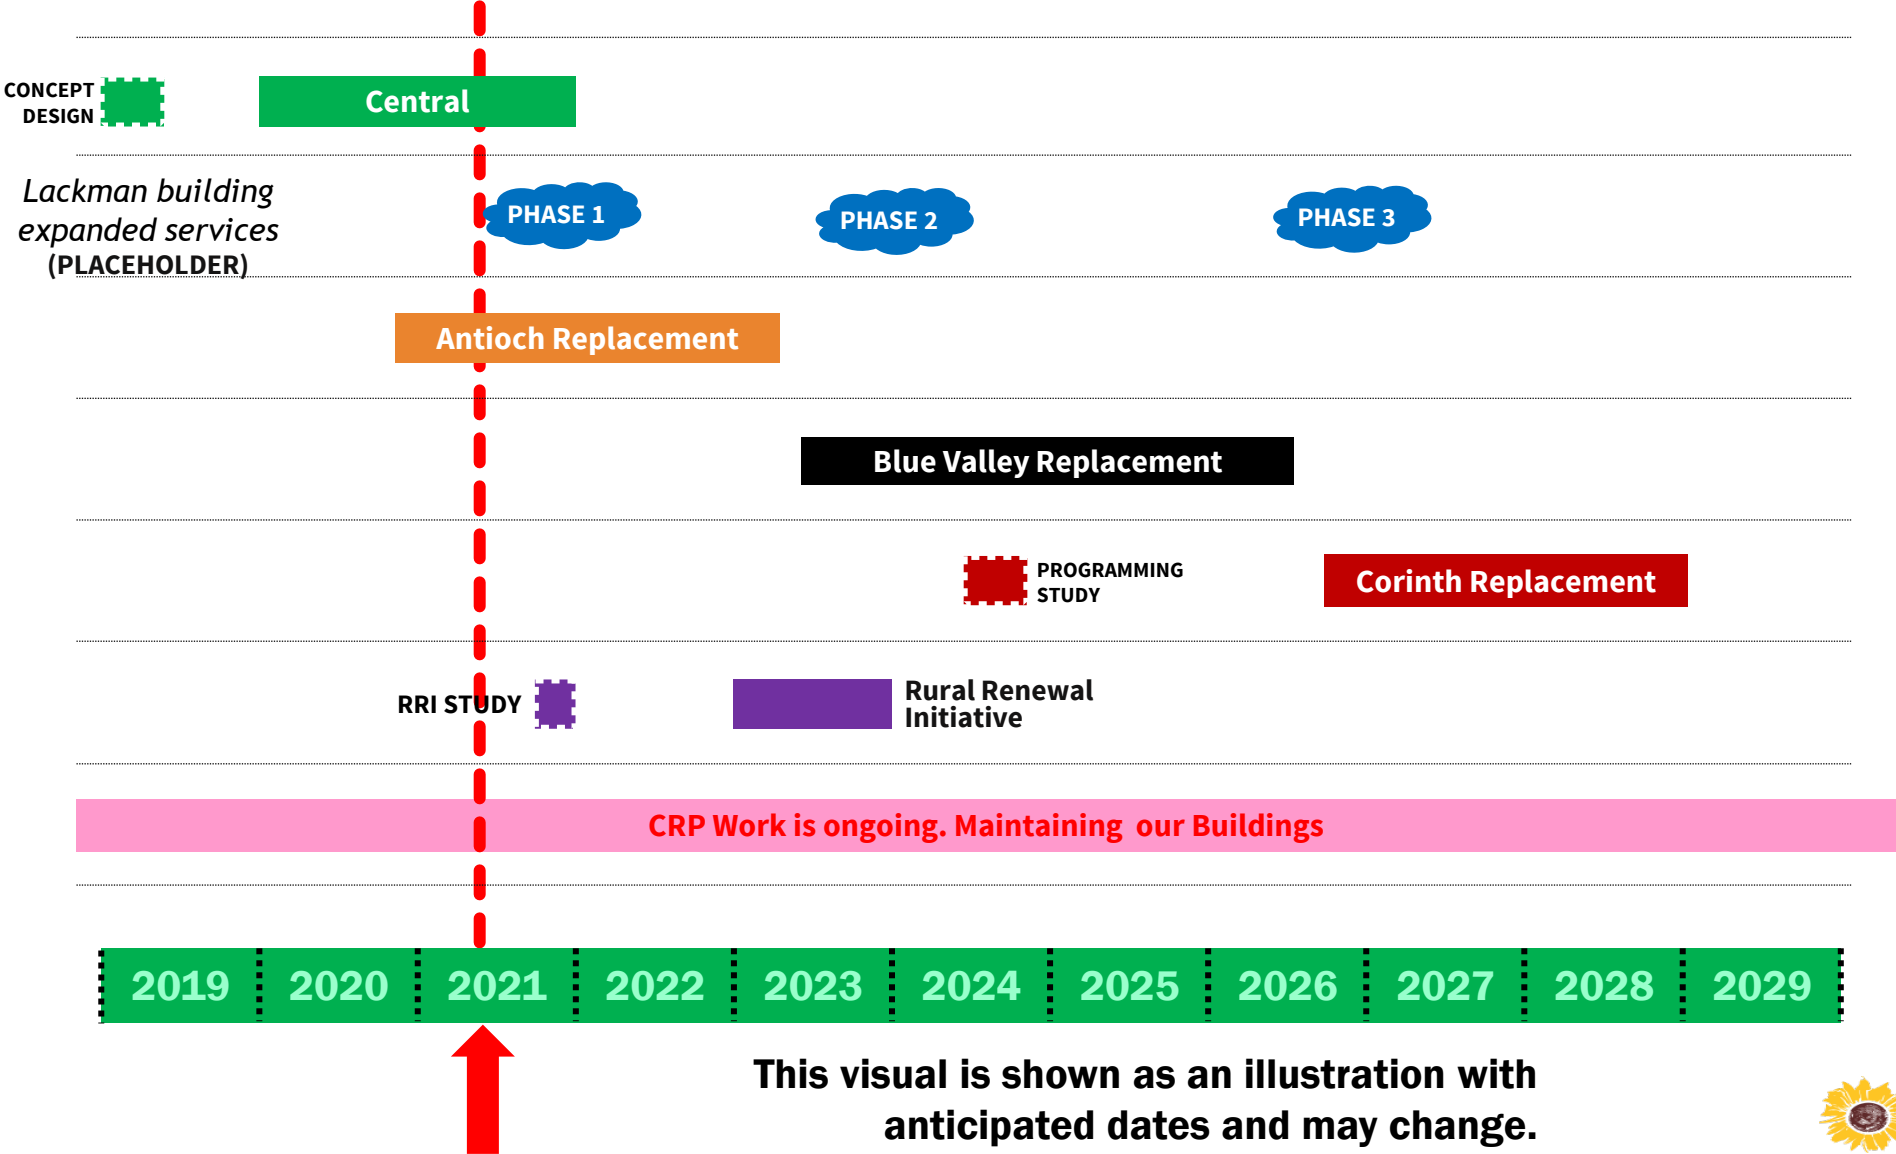 CONCEPT
DESIGN
Central
Lackman building
expanded services
(PLACEHOLDER)
PHASE 1
PHASE 2
PHASE 3
Antioch Replacement
Blue Valley Replacement
PROGRAMMING
STUDY
Corinth Replacement
RRI STUDY
Rural Renewal
Initiative
CRP Work is ongoing. Maintaining  our Buildings
2019 2020 2021 2022 2023 2024 2025 2026 2027 2028 2029
This visual is shown as an illustration with
anticipated dates and may change.